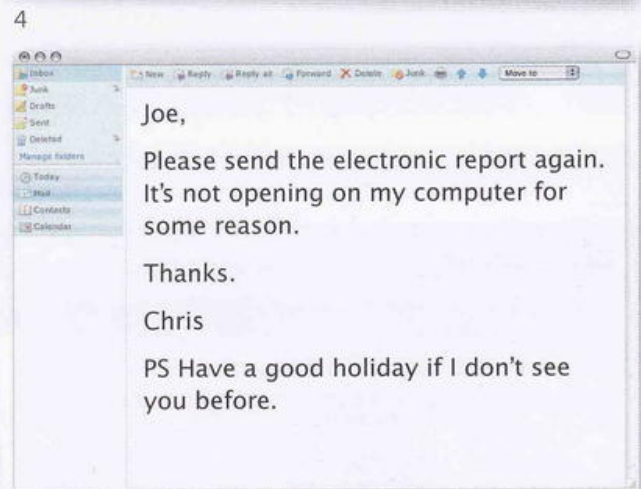 4
New Reply Reply all Forward Delete Junk Move to
Inbox
Junk
Drafts
Sent
Deleted
Manage folders
Today
Mail
Contacts
Calendar
Joe,
Please send the electronic report again.
It's not opening on my computer for
some reason.
Thanks.
Chris
PS Have a good holiday if I don't see
you before.